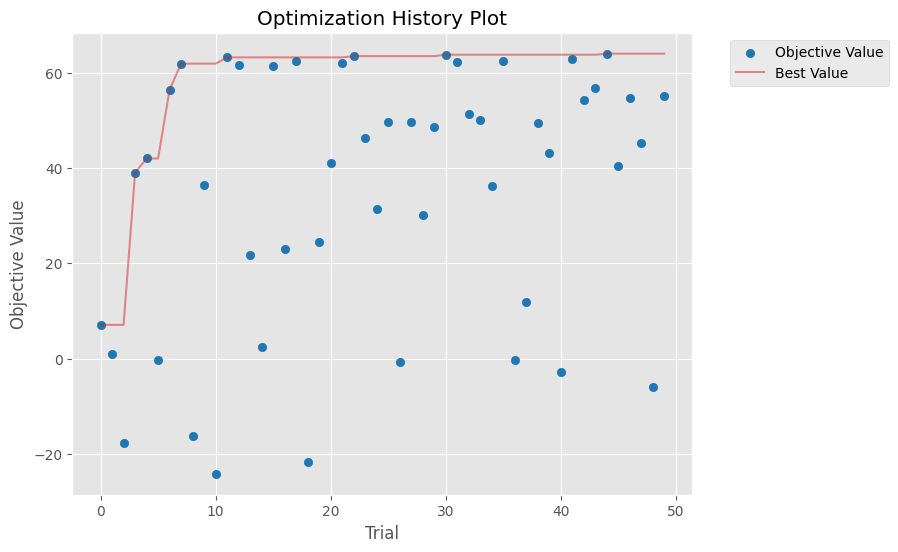 Optimization History Plot
Objective Value
Best Value
Objective Value
60
40
20
0
−20
0 10 20 30 40 50
Trial